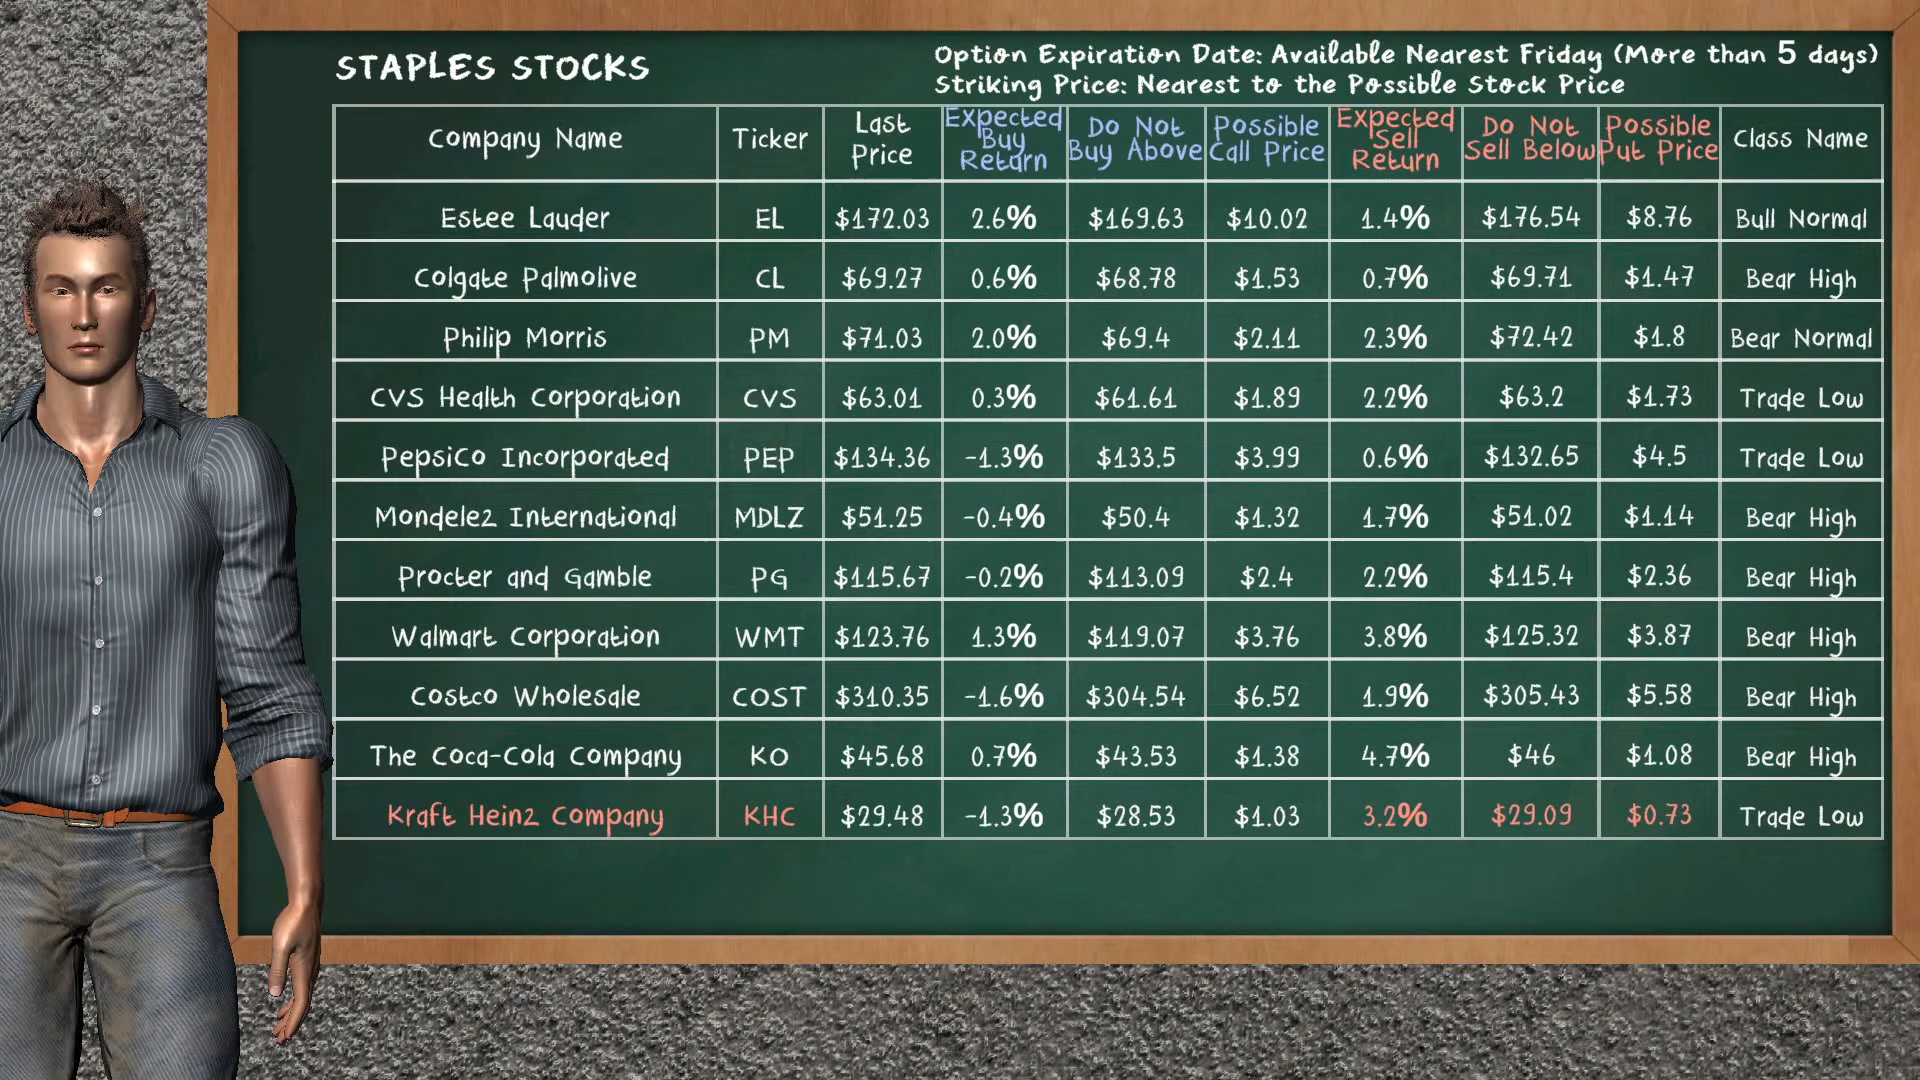 STAPLES STOCKS
Option Expiration Date: Available Nearest Friday (More than 5 days)
Striking Price: Nearest to the Possible Stock Price
Company Name Ticker Last Price Expected Buy Return Do Not Buy Above Possible Call Price Expected Sell Return Do Not Sell Below Possible Put Price Class Name
Estee Lauder EL $172.03 2.6% $169.63 $10.02 1.4% $176.54 $8.76 Bull Normal
Colgate Palmolive CL $69.27 0.6% $68.78 $1.53 0.7% $69.71 $1.47 Bear High
Philip Morris PM $71.03 2.0% $69.4 $2.11 2.3% $72.42 $1.8 Bear Normal
CVS Health Corporation CVS $63.01 0.3% $61.61 $1.89 2.2% $63.2 $1.73 Trade Low
PepsiCo Incorporated PEP $134.36 -1.3% $133.5 $3.99 0.6% $132.65 $4.5 Trade Low
Mondelez International MDLZ $51.25 -0.4% $50.4 $1.32 1.7% $51.02 $1.14 Bear High
Procter and Gamble PG $115.67 -0.2% $113.09 $2.4 2.2% $115.4 $2.36 Bear High
Walmart Corporation WMT $123.76 1.3% $119.07 $3.76 3.8% $125.32 $3.87 Bear High
Costco Wholesale COST $310.35 -1.6% $304.54 $6.52 1.9% $305.43 $5.58 Bear High
The Coca-Cola Company KO $45.68 0.7% $43.53 $1.38 4.7% $46 $1.08 Bear High
Kraft Heinz Company KHC $29.48 -1.3% $28.53 $1.03 3.2% $29.09 $0.73 Trade Low